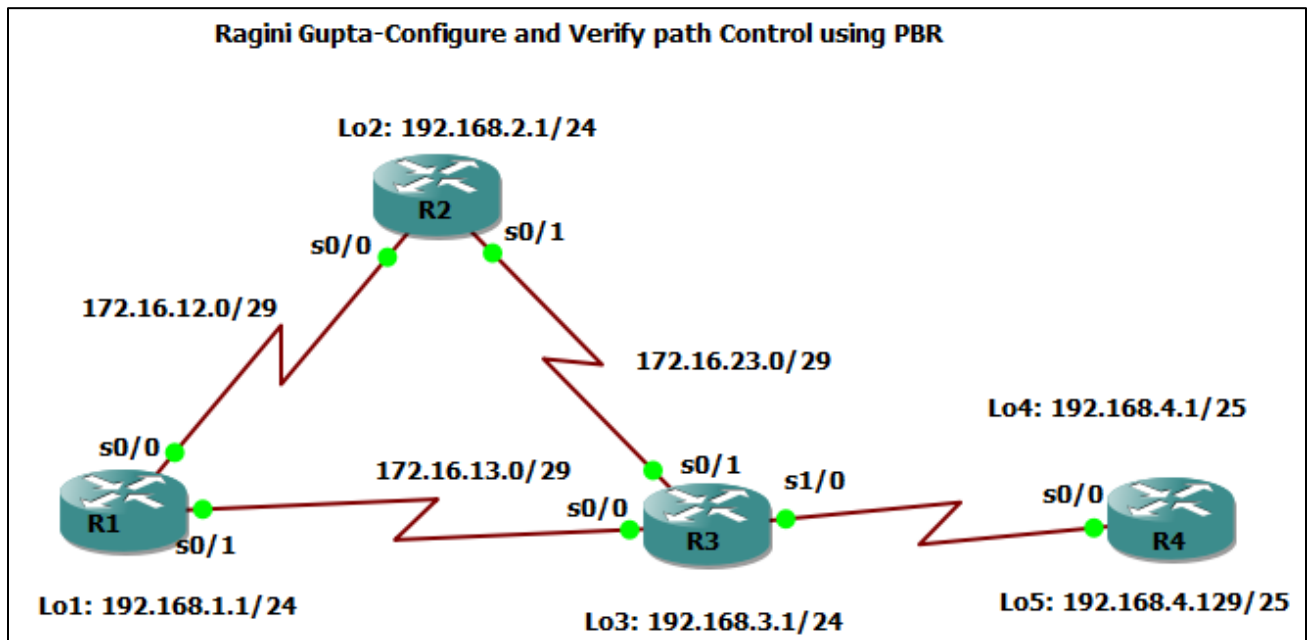 Ragini Gupta-Configure and Verify path Control using PBR
Lo2: 192.168.2.1/24
R2
s0/0
s0/1
172.16.12.0/29
172.16.23.0/29
Lo4: 192.168.4.1/25
s0/0
172.16.13.0/29
s0/1
s1/0
s0/0
s0/0
R1
R3
R4
s0/1
Lo1: 192.168.1.1/24
Lo3: 192.168.3.1/24
Lo5: 192.168.4.129/25